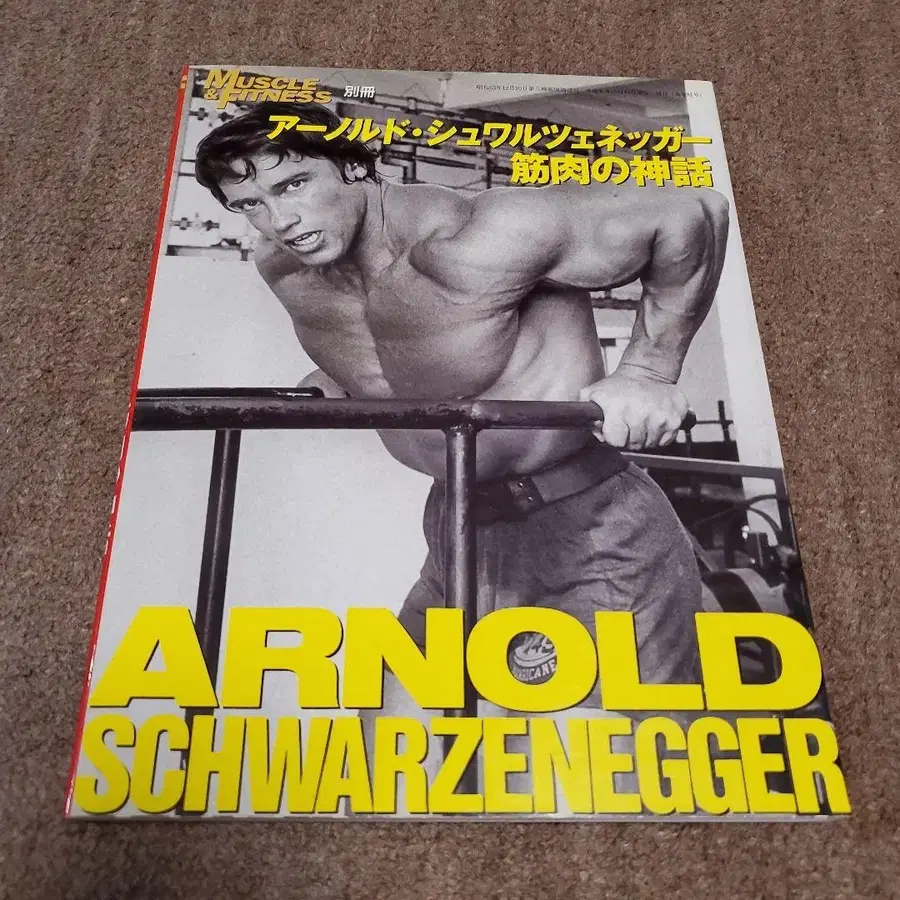 MUSCLE
&FITNESS
別冊
アーノルド・シュワルツェネッガー
筋肉の神話
ARNOLD
SCHWARZENEGGER